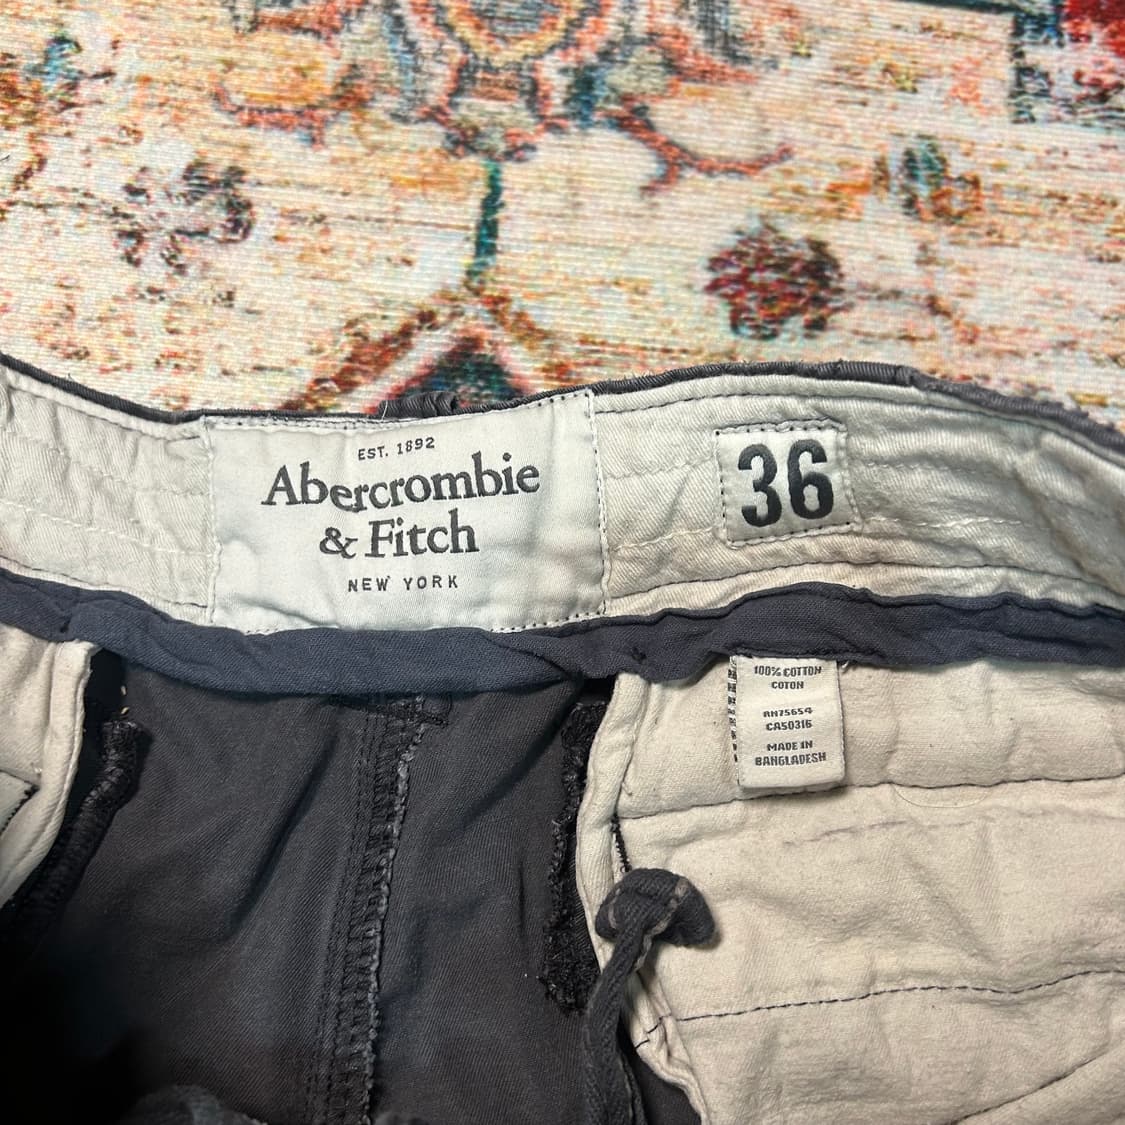 EST. 1892
Abercrombie
& Fitch
NEW YORK
36
100% COTTON
COTON
RN75654
CA50316
MADE IN
BANGLADESH